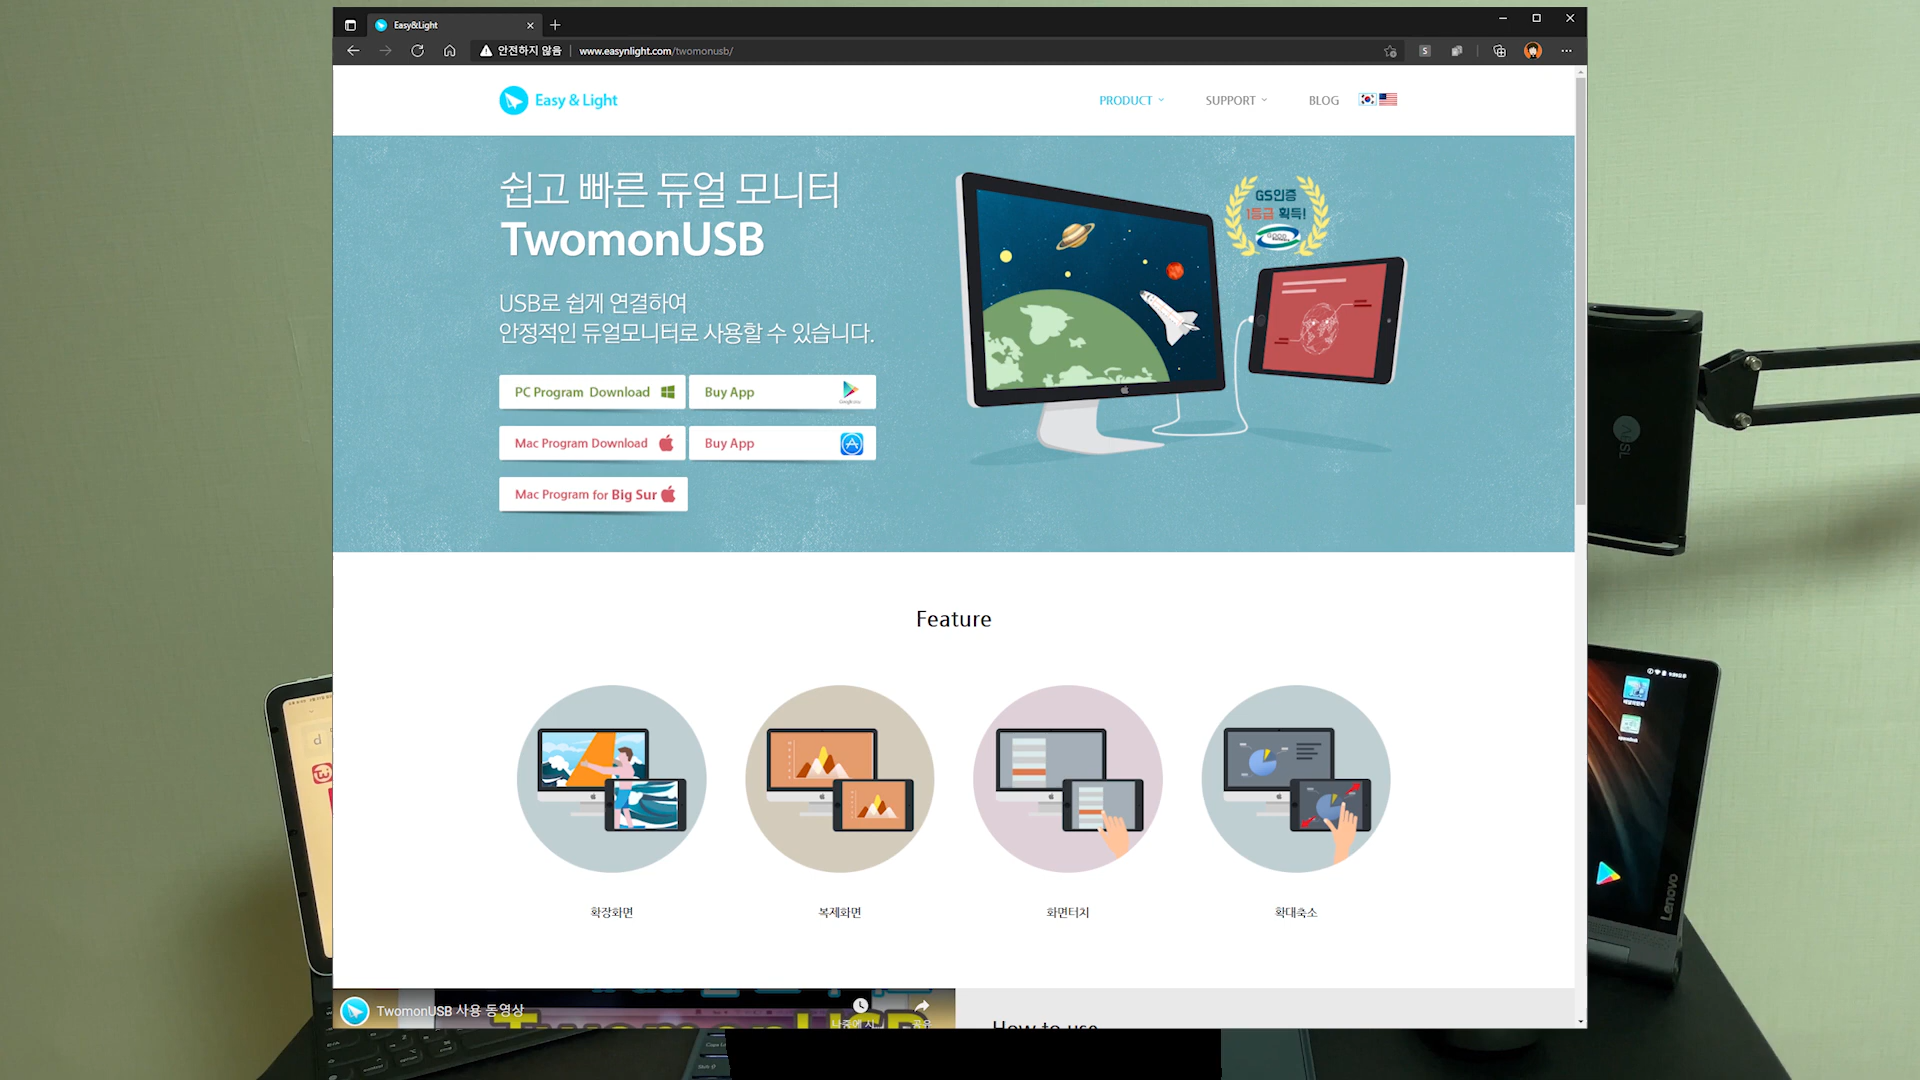 Easy&Light
안전하지 않음 | www.easynlight.com/twomonusb/
Easy & Light
PRODUCT
SUPPORT
BLOG
쉽고 빠른 듀얼 모니터
TwomonUSB
USB로 쉽게 연결하여
안정적인 듀얼모니터로 사용할 수 있습니다.
GS인증
1등급 획득!
PC Program Download
Buy App
Mac Program Download
Buy App
Mac Program for Big Sur
Feature
확장화면
복제화면
화면터치
확대축소
TwomonUSB 사용 동영상
How to use
Lenovo